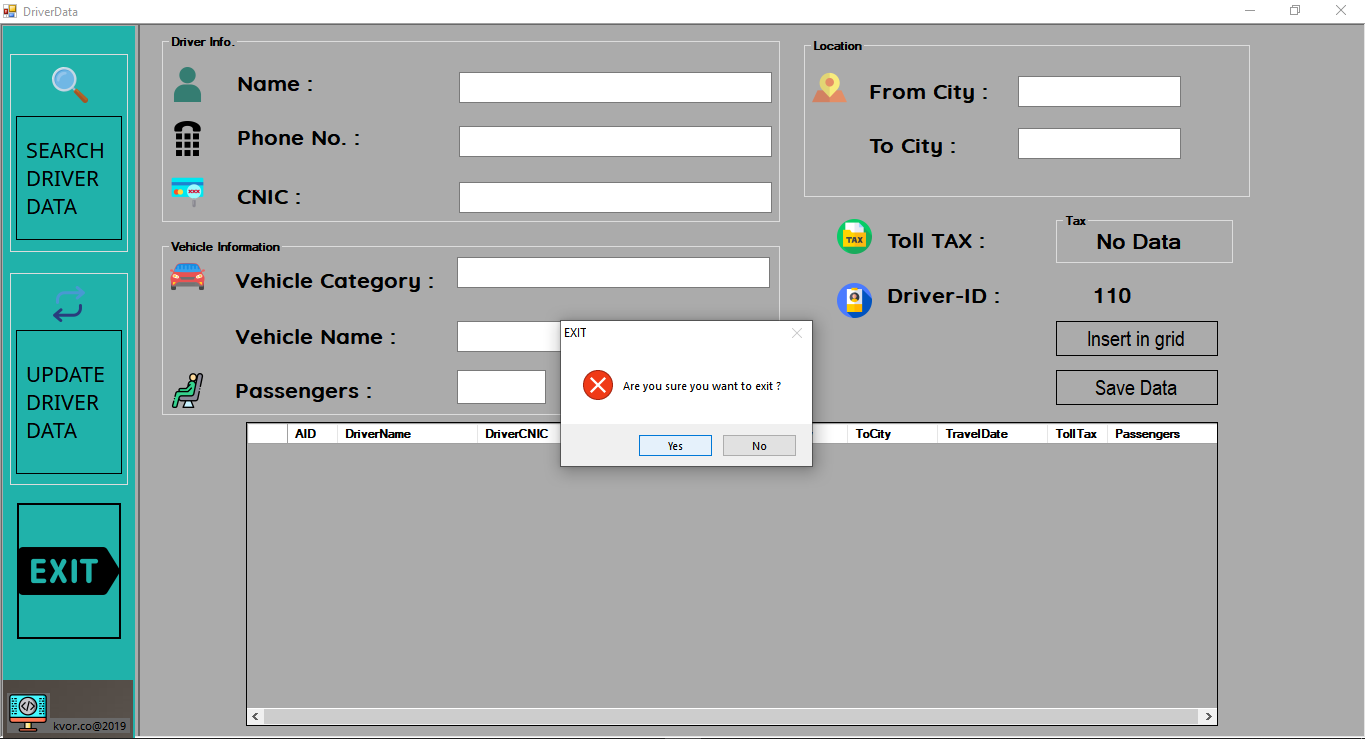 DriverData
SEARCH
DRIVER
DATA
UPDATE
DRIVER
DATA
EXIT
kvor.co@2019
Driver Info.
Name :
Phone No. :
CNIC :
XXX
Vehicle Information
Vehicle Category :
Vehicle Name :
Passengers :
Location
From City :
To City :
TAX
Toll TAX :
Tax
No Data
Driver-ID :
110
Insert in grid
Save Data
EXIT
Are you sure you want to exit ?
Yes
No
AID DriverName DriverCNIC ToCity TravelDate TollTax Passengers